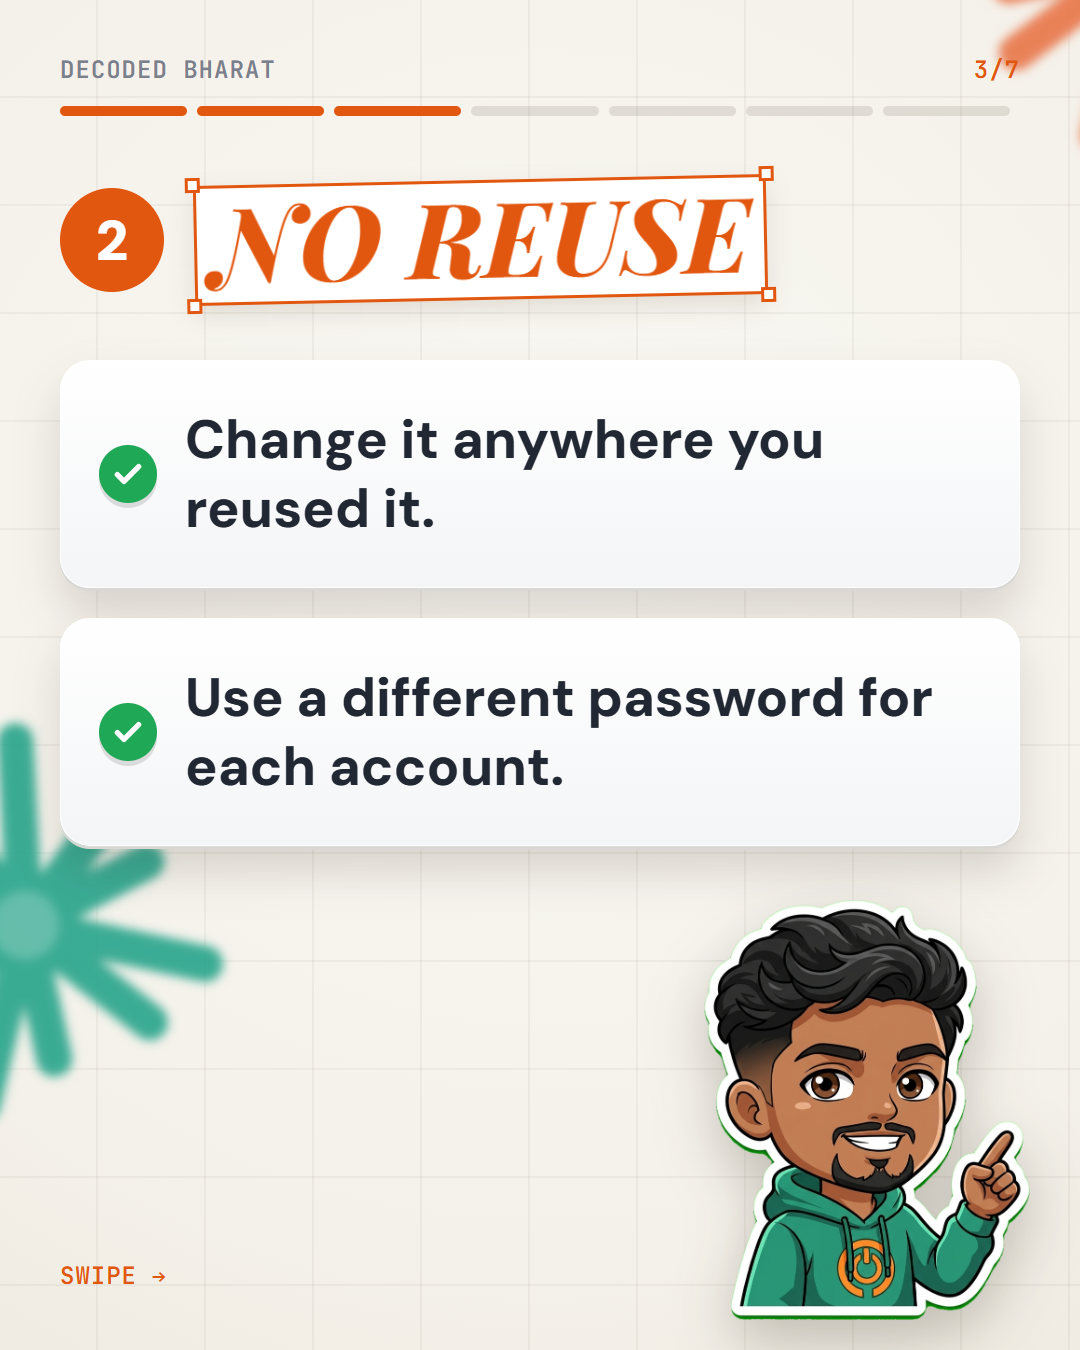 DECODED BHARAT
3/7
2
NO REUSE
Change it anywhere you
reused it.
Use a different password for
each account.
SWIPE →